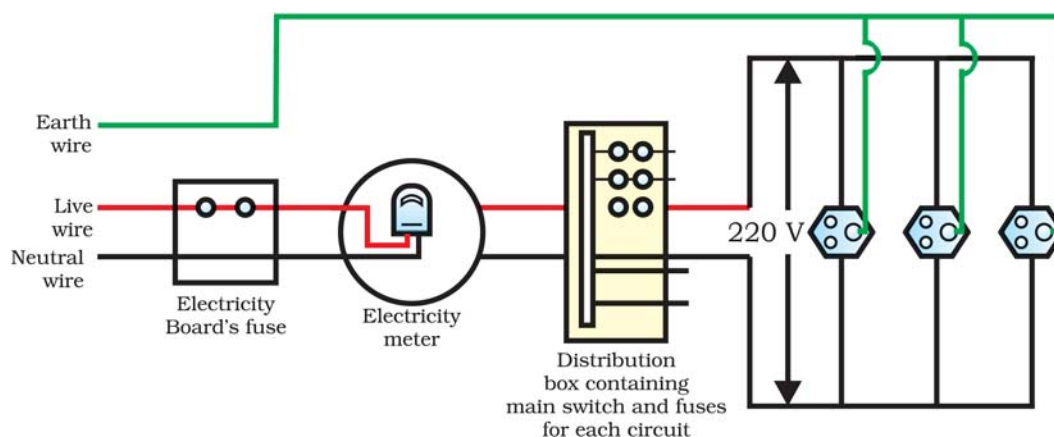 Earth
wire
Live
wire
Neutral
wire
Electricity
Board's fuse
Electricity
meter
Distribution
box containing
main switch and fuses
for each circuit
220 V